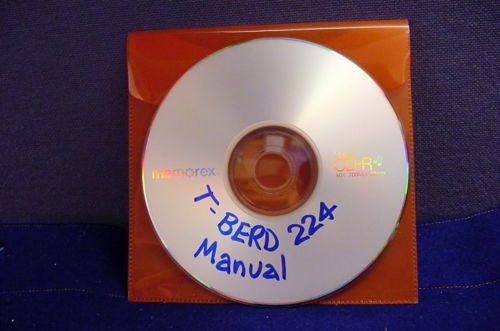 memorex
CD-R
T-BERD 224
Manual